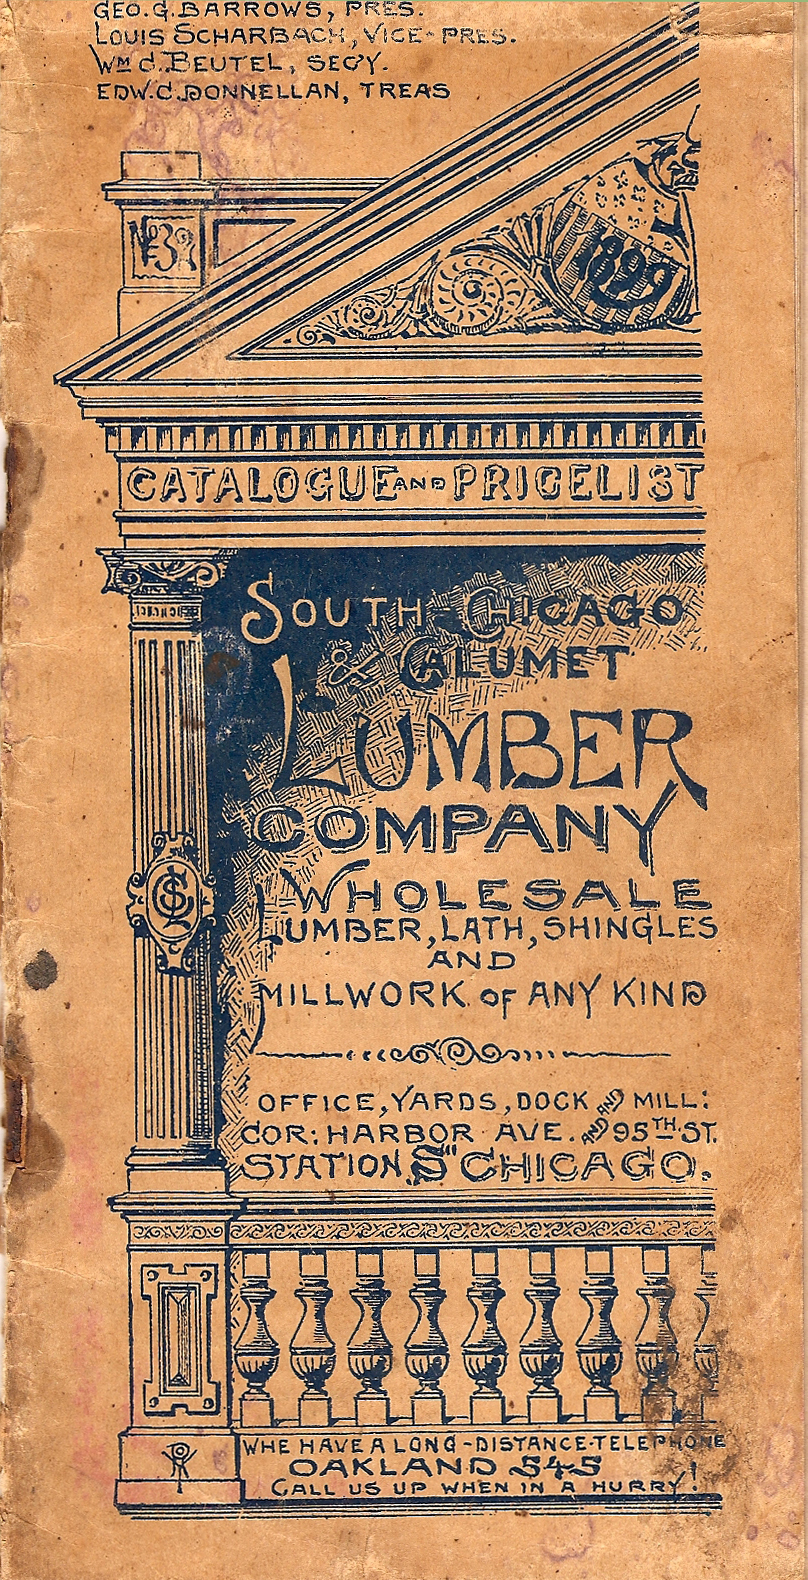 GEO. G. BARROWS, PRES.
LOUIS SCHARBACH, VICE-PRES.
WM J. BEUTEL, SECY.
EDW. C. DONNELLAN, TREAS
No 39
1899
CATALOGUE AND PRICELIST
SOUTH CHICAGO
& CALUMET
LUMBER
COMPANY
WHOLESALE
LUMBER, LATH, SHINGLES
AND
MILLWORK OF ANY KIND
OFFICE, YARDS, DOCK AND MILL:
COR: HARBOR AVE. AND 95TH ST.
STATION "S" CHICAGO.
WHE HAVE A LONG-DISTANCE-TELEPHONE
OAKLAND 545
CALL US UP WHEN IN A HURRY!